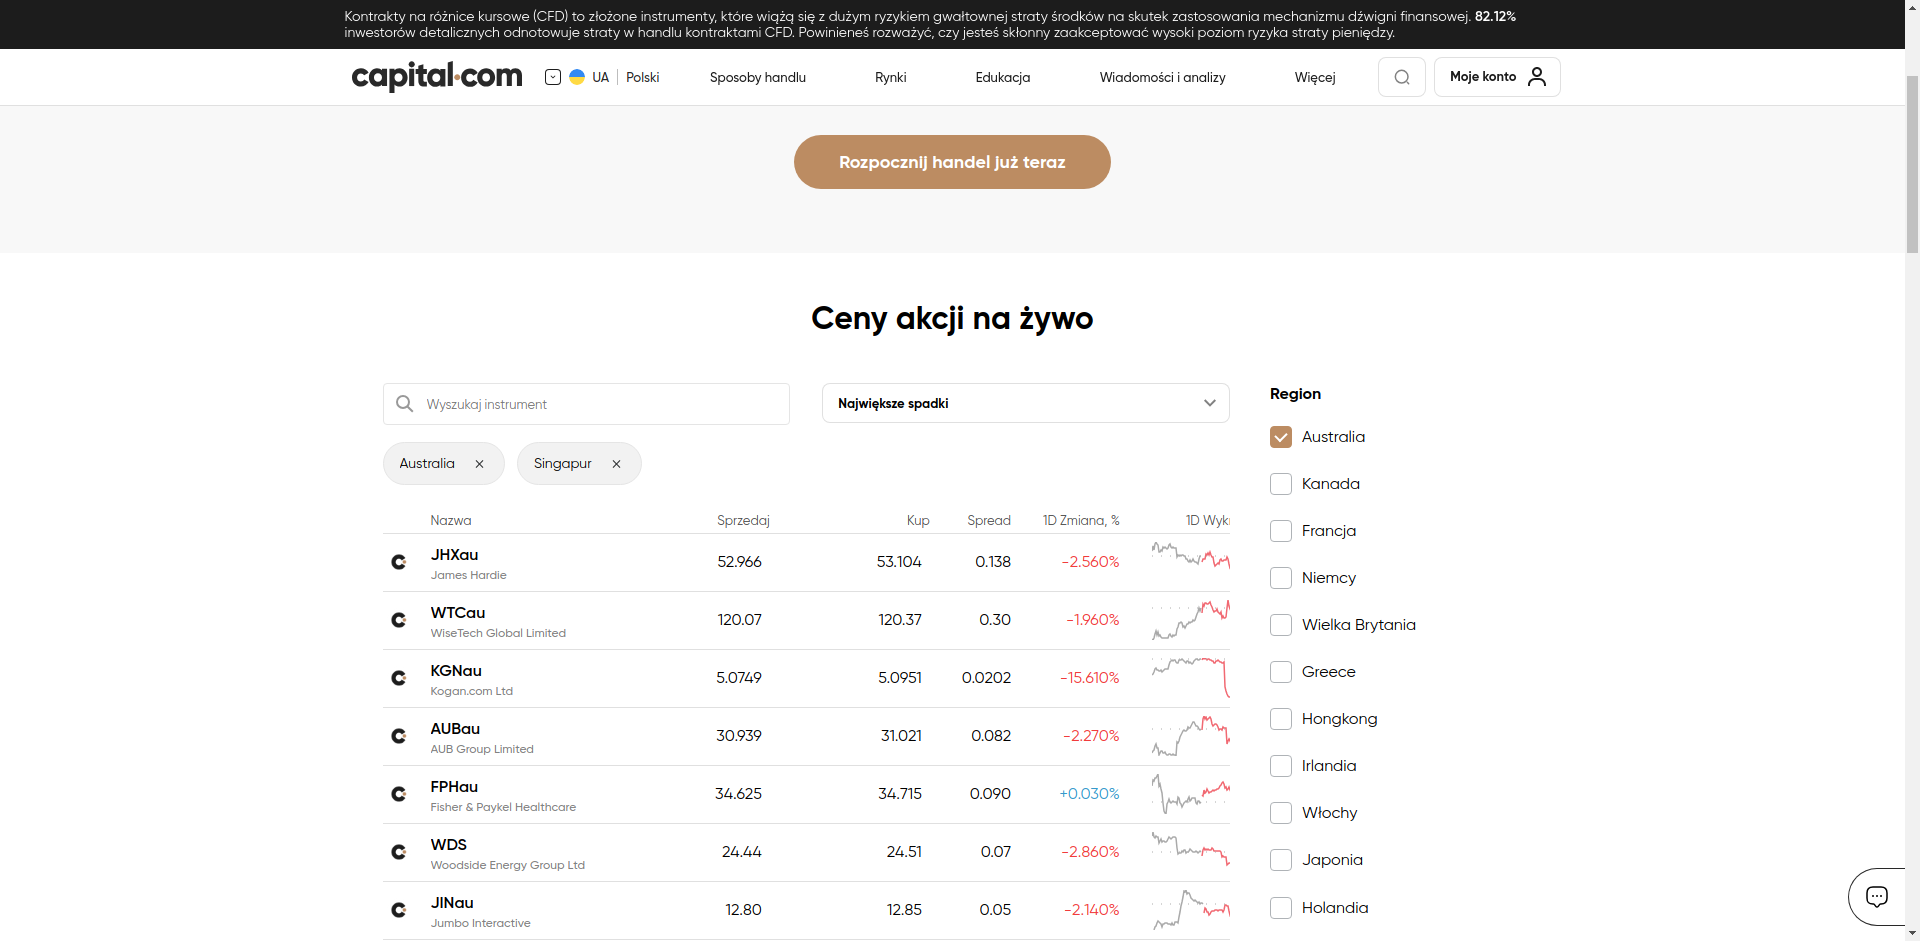 Kontrakty na różnice kursowe (CFD) to złożone instrumenty, które wiążą się z dużym ryzykiem gwałtownej straty środków na skutek zastosowania mechanizmu dźwigni finansowej. 82.12%
inwestorów detalicznych odnotowuje straty w handlu kontraktami CFD. Powinieneś rozważyć, czy jesteś skłonny zaakceptować wysoki poziom ryzyka straty pieniędzy.
capital.com UA Polski Sposoby handlu Rynki Edukacja Wiadomości i analizy Więcej Moje konto
Rozpocznij handel już teraz
Ceny akcji na żywo
Wyszukaj instrument
Największe spadki
Australia Singapur
Nazwa Sprzedaj Kup Spread 1D Zmiana, % 1D Wyk
JHXau
James Hardie
52.966 53.104 0.138 -2.560%
WTCau
WiseTech Global Limited
120.07 120.37 0.30 -1.960%
KGNau
Kogan.com Ltd
5.0749 5.0951 0.0202 -15.610%
AUBau
AUB Group Limited
30.939 31.021 0.082 -2.270%
FPHau
Fisher & Paykel Healthcare
34.625 34.715 0.090 +0.030%
WDS
Woodside Energy Group Ltd
24.44 24.51 0.07 -2.860%
JINau
Jumbo Interactive
12.80 12.85 0.05 -2.140%
Region
Australia
Kanada
Francja
Niemcy
Wielka Brytania
Greece
Hongkong
Irlandia
Włochy
Japonia
Holandia